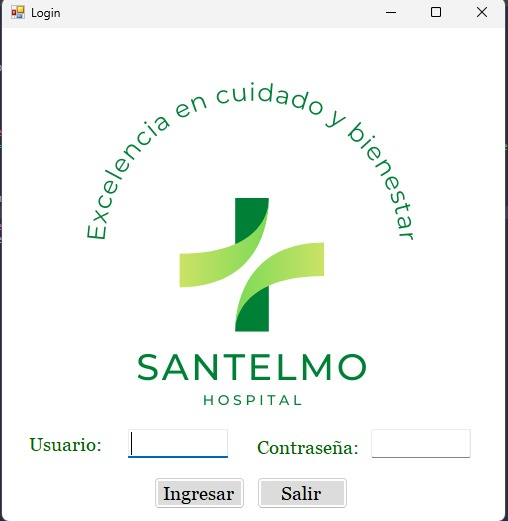 Login
Excelencia en cuidado y bienestar
SANTELMO
HOSPITAL
Usuario:
Contraseña:
Ingresar
Salir